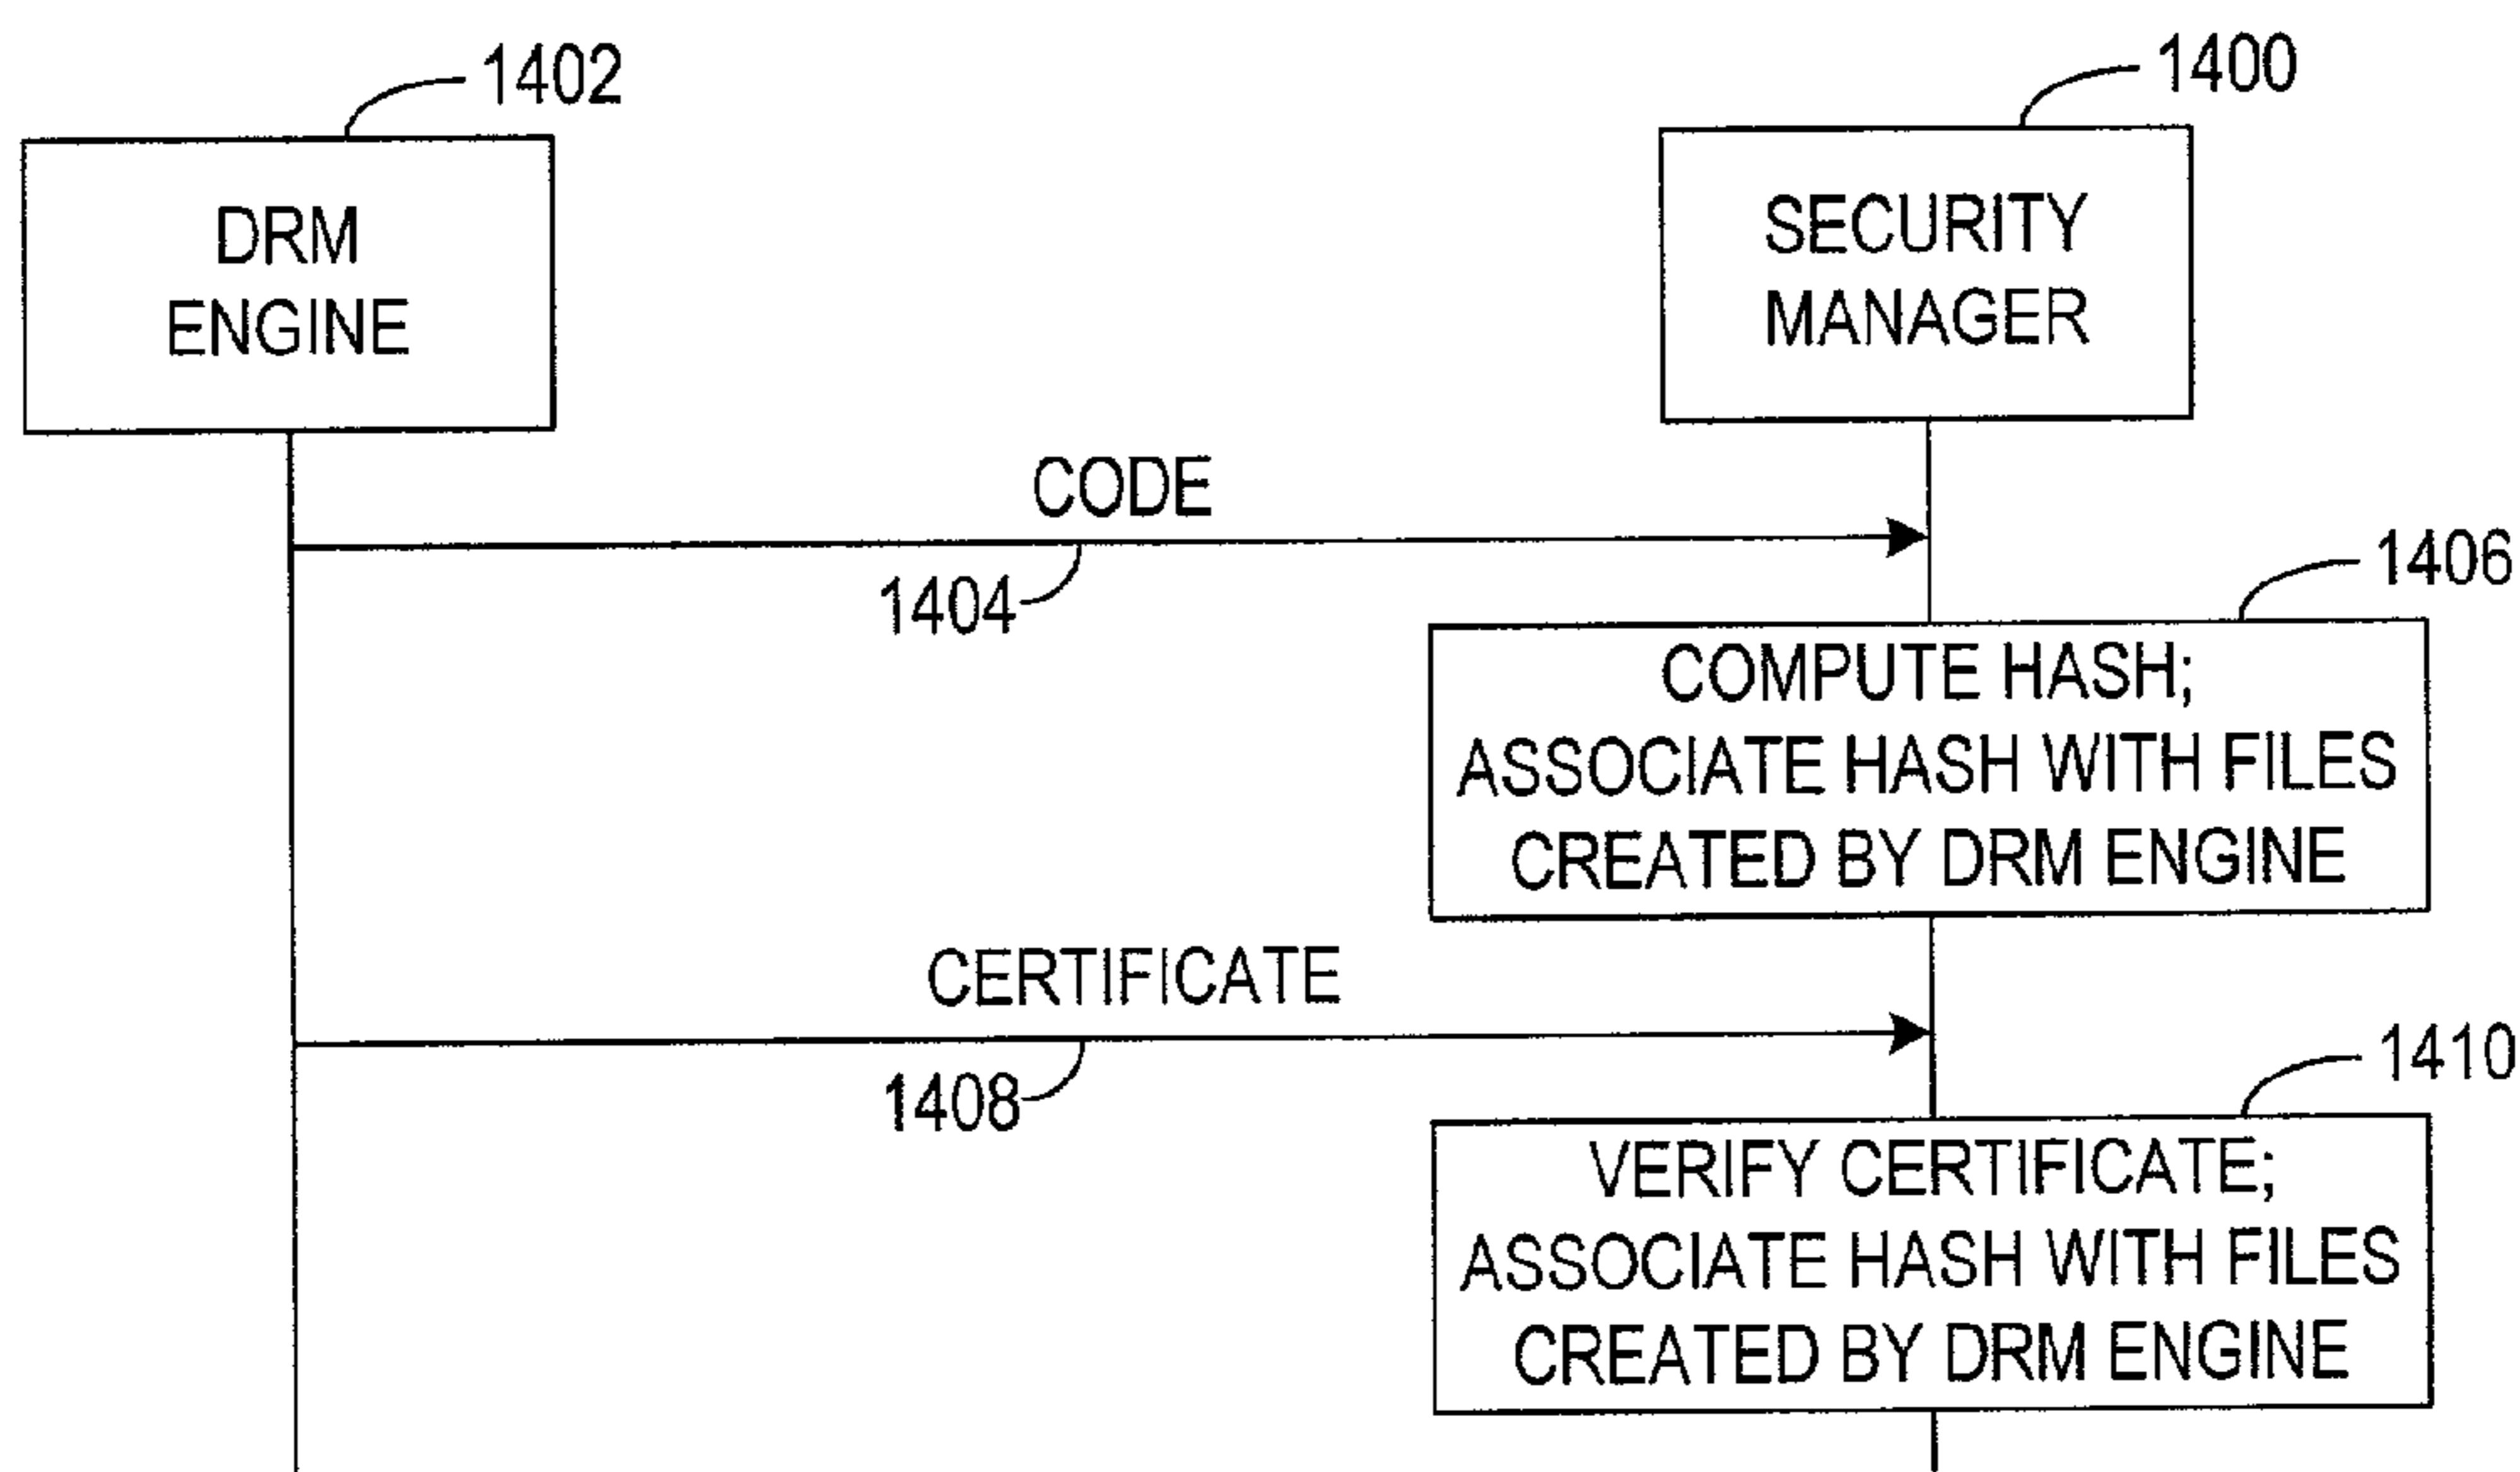 1402
1400
DRM
ENGINE
SECURITY
MANAGER
CODE
1404
1406
COMPUTE HASH;
ASSOCIATE HASH WITH FILES
CREATED BY DRM ENGINE
CERTIFICATE
1408
1410
VERIFY CERTIFICATE;
ASSOCIATE HASH WITH FILES
CREATED BY DRM ENGINE